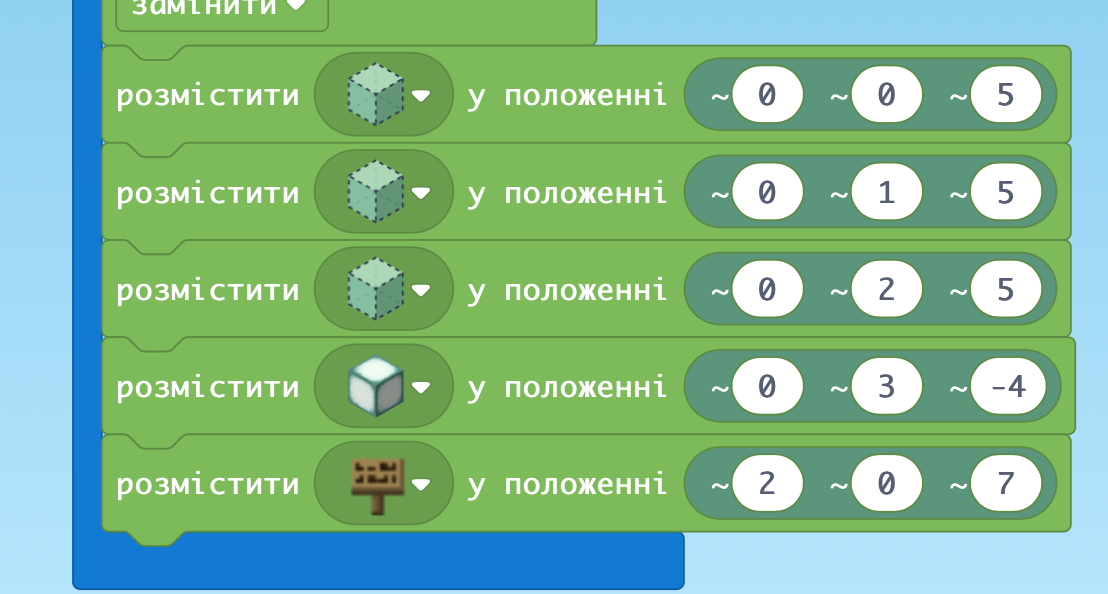 замінити
розмістити у положенні ~0 ~0 ~5
розмістити у положенні ~0 ~1 ~5
розмістити у положенні ~0 ~2 ~5
розмістити у положенні ~0 ~3 ~-4
розмістити у положенні ~2 ~0 ~7